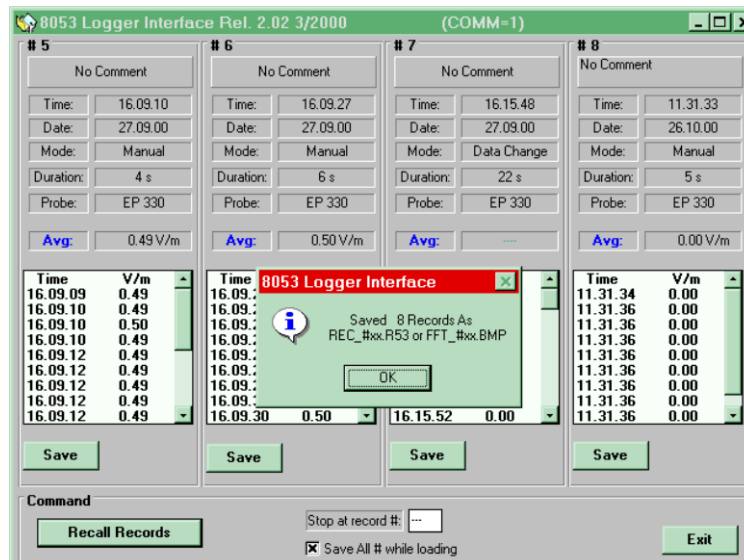 8053 Logger Interface Rel. 2.02 3/2000 (COMM=1)
# 5
No Comment
Time: 16.09.10
Date: 27.09.00
Mode: Manual
Duration: 4 s
Probe: EP 330
Avg: 0.49 V/m
Time V/m
16.09.09 0.49
16.09.10 0.49
16.09.10 0.50
16.09.10 0.49
16.09.12 0.49
16.09.12 0.49
16.09.12 0.49
16.09.12 0.49
16.09.12 0.49
Save
# 6
No Comment
Time: 16.09.27
Date: 27.09.00
Mode: Manual
Duration: 6 s
Probe: EP 330
Avg: 0.50 V/m
Time
16.09.30 0.50
Save
# 7
No Comment
Time: 16.15.48
Date: 27.09.00
Mode: Data Change
Duration: 22 s
Probe: EP 330
Avg: ----
16.15.52 0.00
Save
# 8
No Comment
Time: 11.31.33
Date: 26.10.00
Mode: Manual
Duration: 5 s
Probe: EP 330
Avg: 0.00 V/m
Time V/m
11.31.34 0.00
11.31.36 0.00
11.31.36 0.00
11.31.36 0.00
11.31.36 0.00
11.31.36 0.00
11.31.36 0.00
11.31.36 0.00
11.31.36 0.00
Save
8053 Logger Interface
Saved 8 Records As
REC_#xx.R53 or FFT_#xx.BMP
OK
Command
Recall Records
Stop at record #: ---
Save All # while loading
Exit